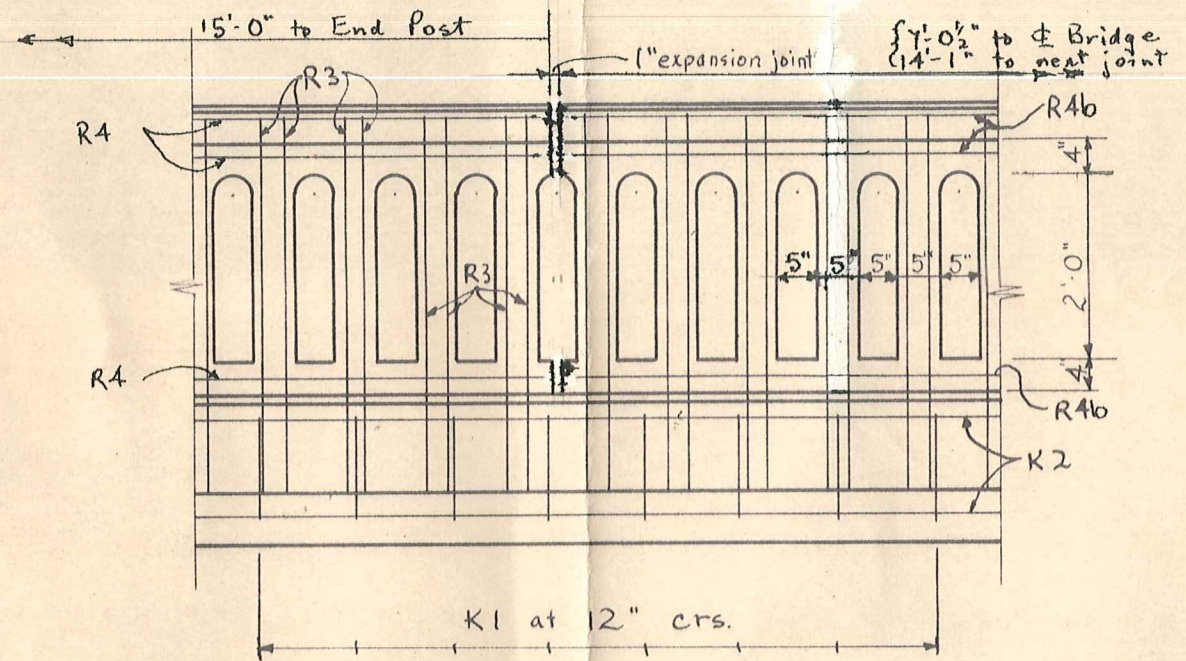 15'-0" to End Post
7'-0½" to ℄ Bridge
14'-1" to next joint
1" expansion joint
R3
R4
R4b
4"
R3
5" 5" 5" 5" 5"
2'-0"
R4
4"
R4b
K2
K1 at 12" crs.